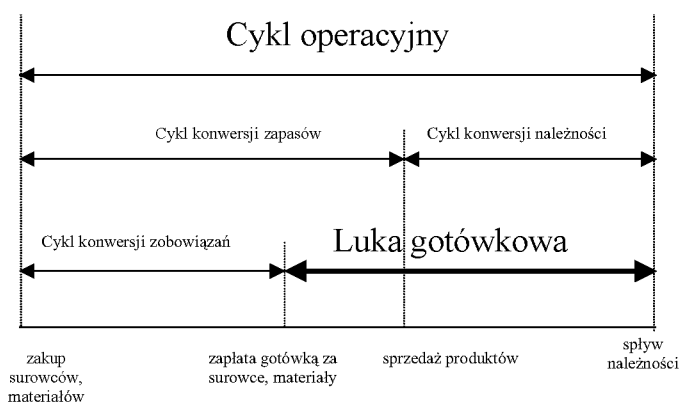 Cykl operacyjny
Cykl konwersji zapasów
Cykl konwersji należności
Cykl konwersji zobowiązań
Luka gotówkowa
zakup
surowców,
materiałów
zapłata gotówką za
surowce, materiały
sprzedaż produktów
spływ
należności